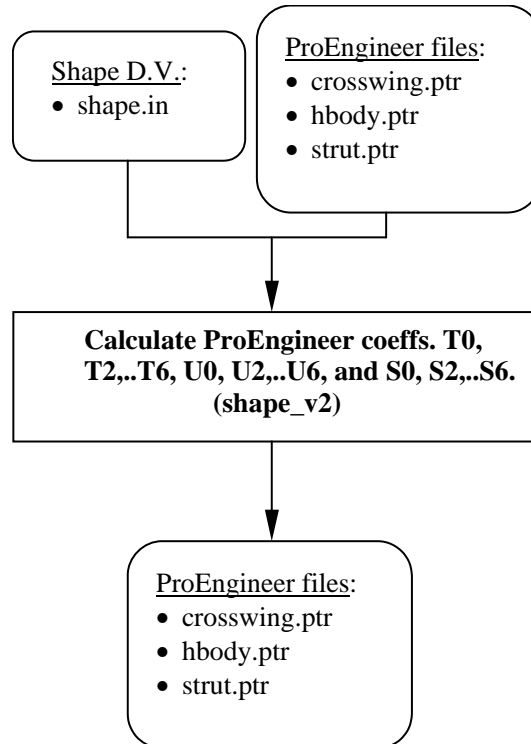 Shape D.V.:
• shape.in
ProEngineer files:
• crosswing.ptr
• hbody.ptr
• strut.ptr
Calculate ProEngineer coeffs. T0,
T2,..T6, U0, U2,..U6, and S0, S2,..S6.
(shape_v2)
ProEngineer files:
• crosswing.ptr
• hbody.ptr
• strut.ptr